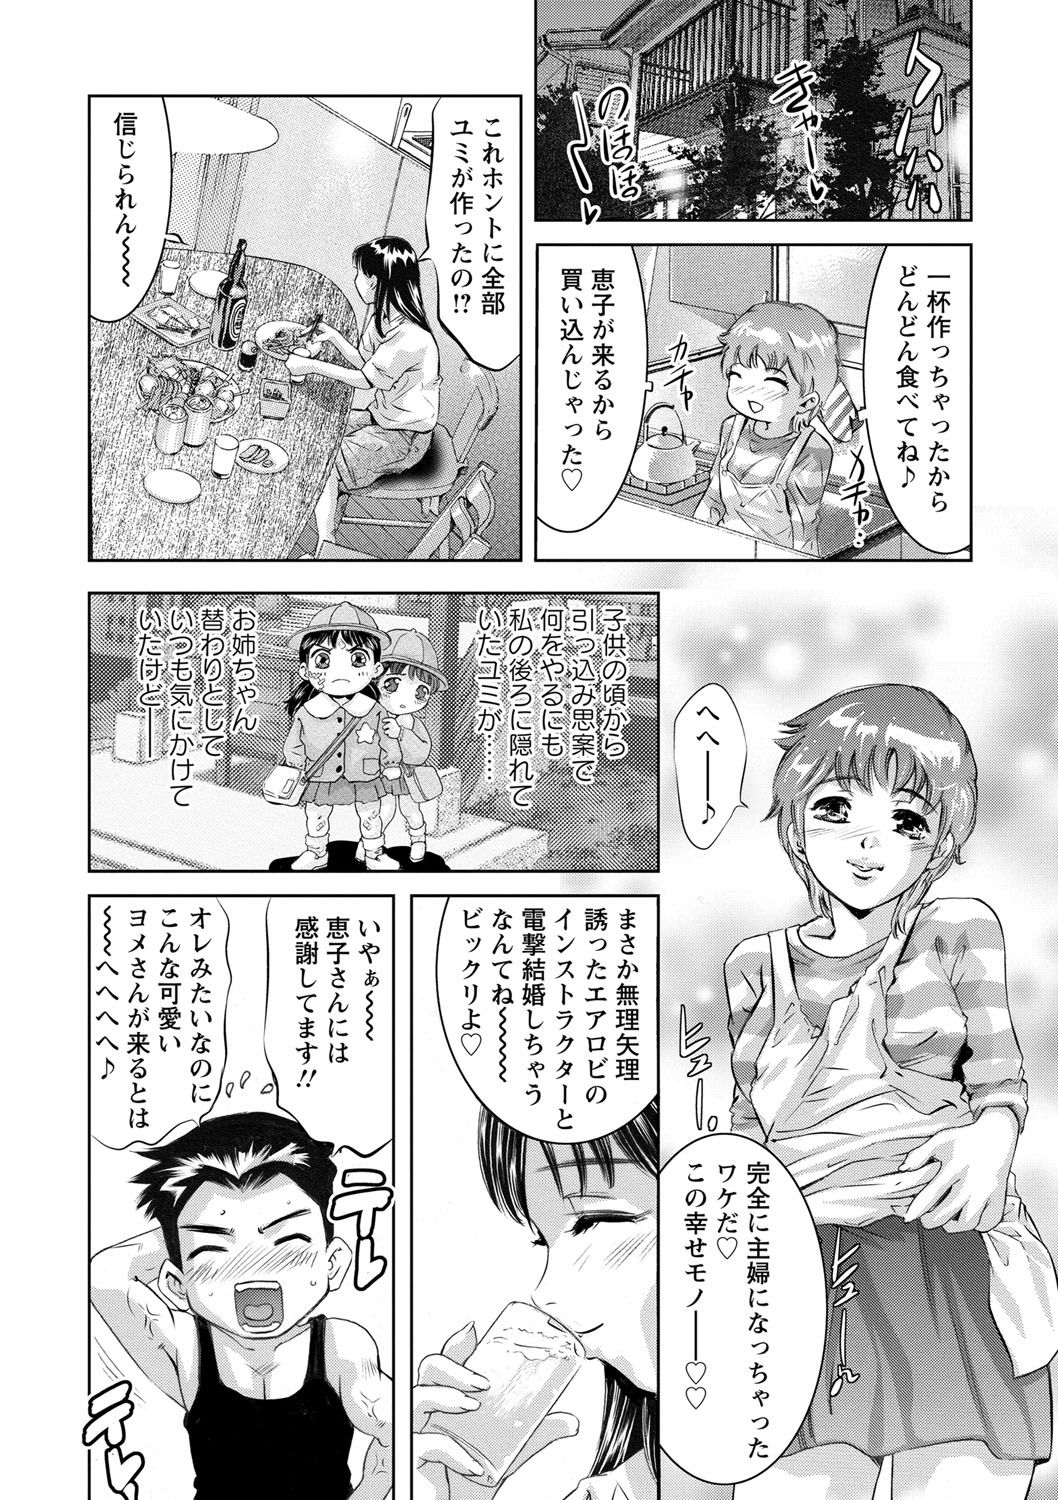 ワハハハ
きゃー♥
のほほ〜♥
一杯作っちゃったから
どんどん食べてね♪
恵子が来るから
買い込んじゃった♡
カチャ
カチャ…
これホントに全部
ユミが作ったの!?
信じられん〜〜
子供の頃から
引っ込み思案で
何をやるにも
私の後ろに隠れて
いたユミが……
お姉ちゃん
替わりとして
いつも気にかけて
いたけど――
へへ――♪
ヒュー
ヒュー
完全に主婦になっちゃった
ワケだ♡
この幸せモノ――♡♡
まさか無理矢理
誘ったエアロビの
インストラクターと
電撃結婚しちゃう
なんてね〜〜〜
ビックリよ♡
いやぁ〜〜
恵子さんには
感謝してます!!
オレみたいなのに
こんな可愛い
ヨメさんが来るとは
〜〜へへへへ♪
テレ
テレ